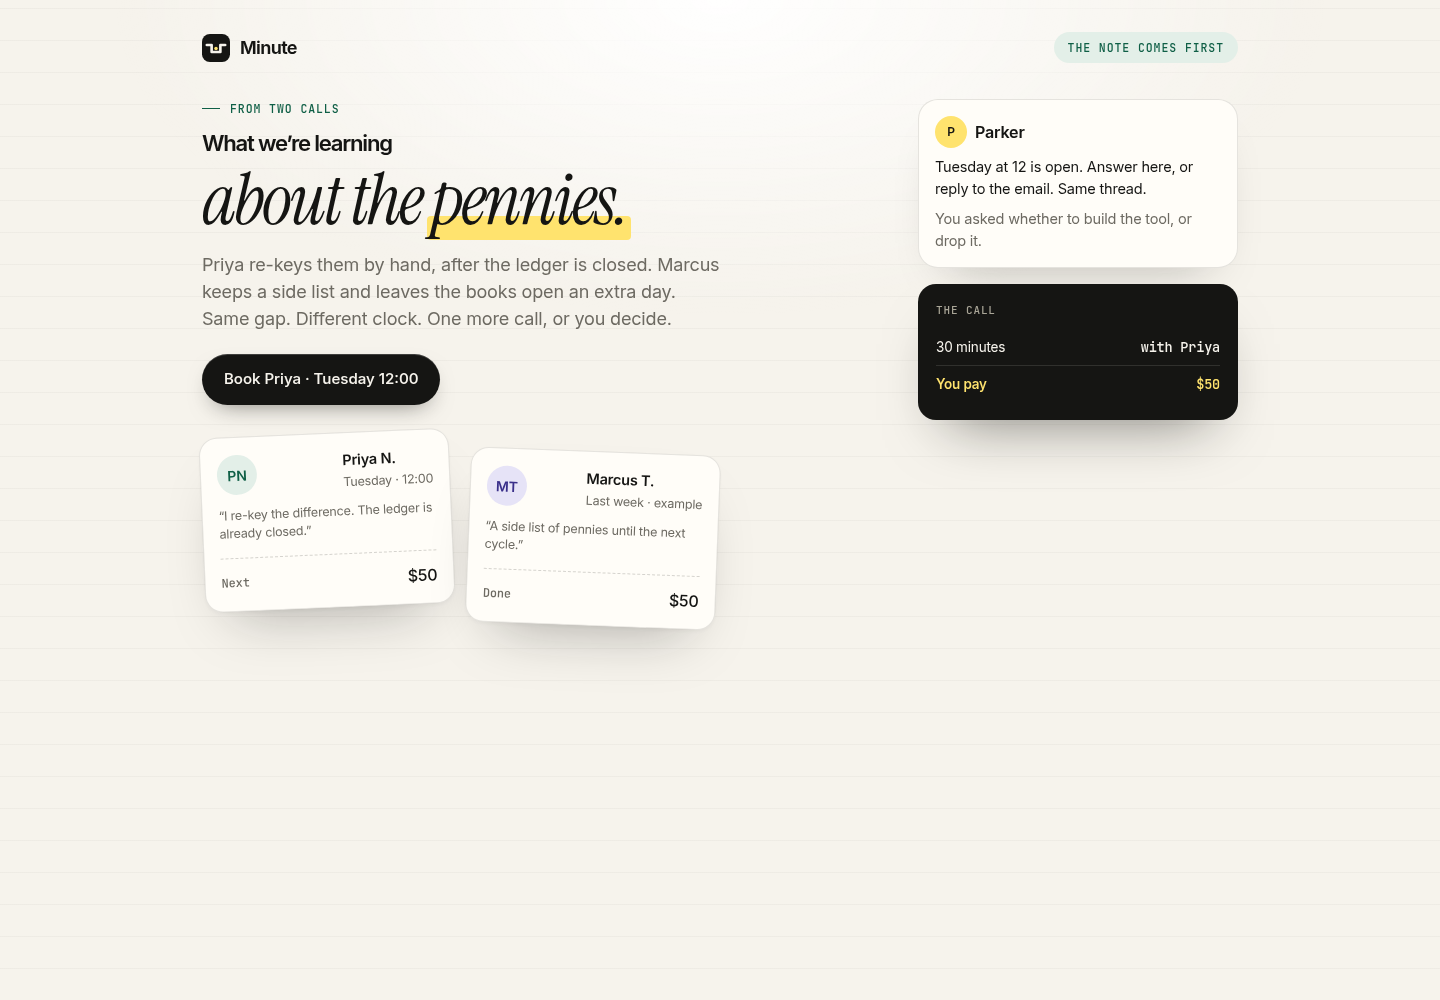 Minute
THE NOTE COMES FIRST
FROM TWO CALLS
What we’re learning
about the pennies.
Priya re-keys them by hand, after the ledger is closed. Marcus
keeps a side list and leaves the books open an extra day.
Same gap. Different clock. One more call, or you decide.
Book Priya · Tuesday 12:00
PN
Priya N.
Tuesday · 12:00
“I re-key the difference. The ledger is
already closed.”
Next
$50
MT
Marcus T.
Last week · example
“A side list of pennies until the next
cycle.”
Done
$50
P
Parker
Tuesday at 12 is open. Answer here, or
reply to the email. Same thread.
You asked whether to build the tool, or
drop it.
THE CALL
30 minutes
with Priya
You pay
$50